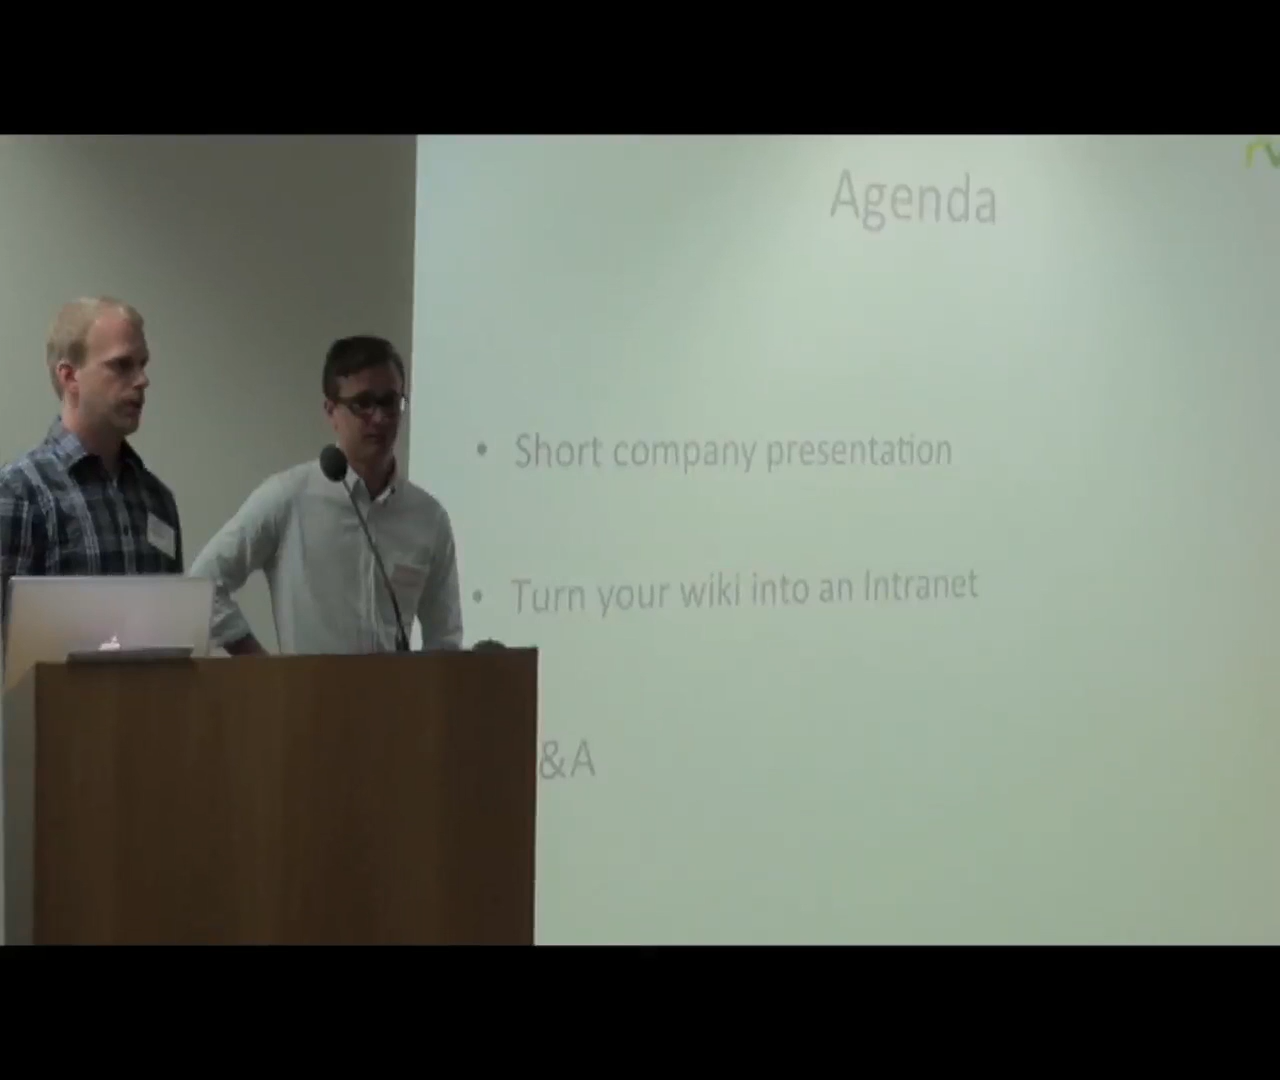 Agenda
• Short company presentation
• Turn your wiki into an Intranet
&A